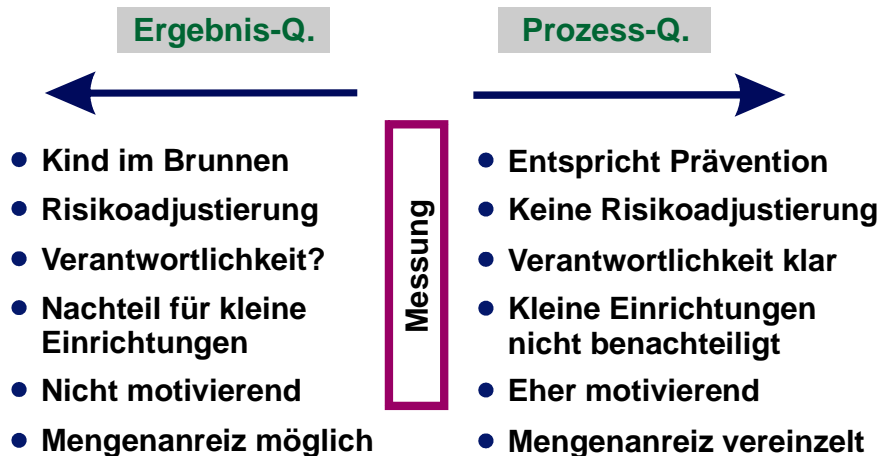 Ergebnis-Q.
Prozess-Q.
• Kind im Brunnen
• Risikoadjustierung
• Verantwortlichkeit?
• Nachteil für kleine
Einrichtungen
• Nicht motivierend
• Mengenanreiz möglich
Messung
• Entspricht Prävention
• Keine Risikoadjustierung
• Verantwortlichkeit klar
• Kleine Einrichtungen
nicht benachteiligt
• Eher motivierend
• Mengenanreiz vereinzelt